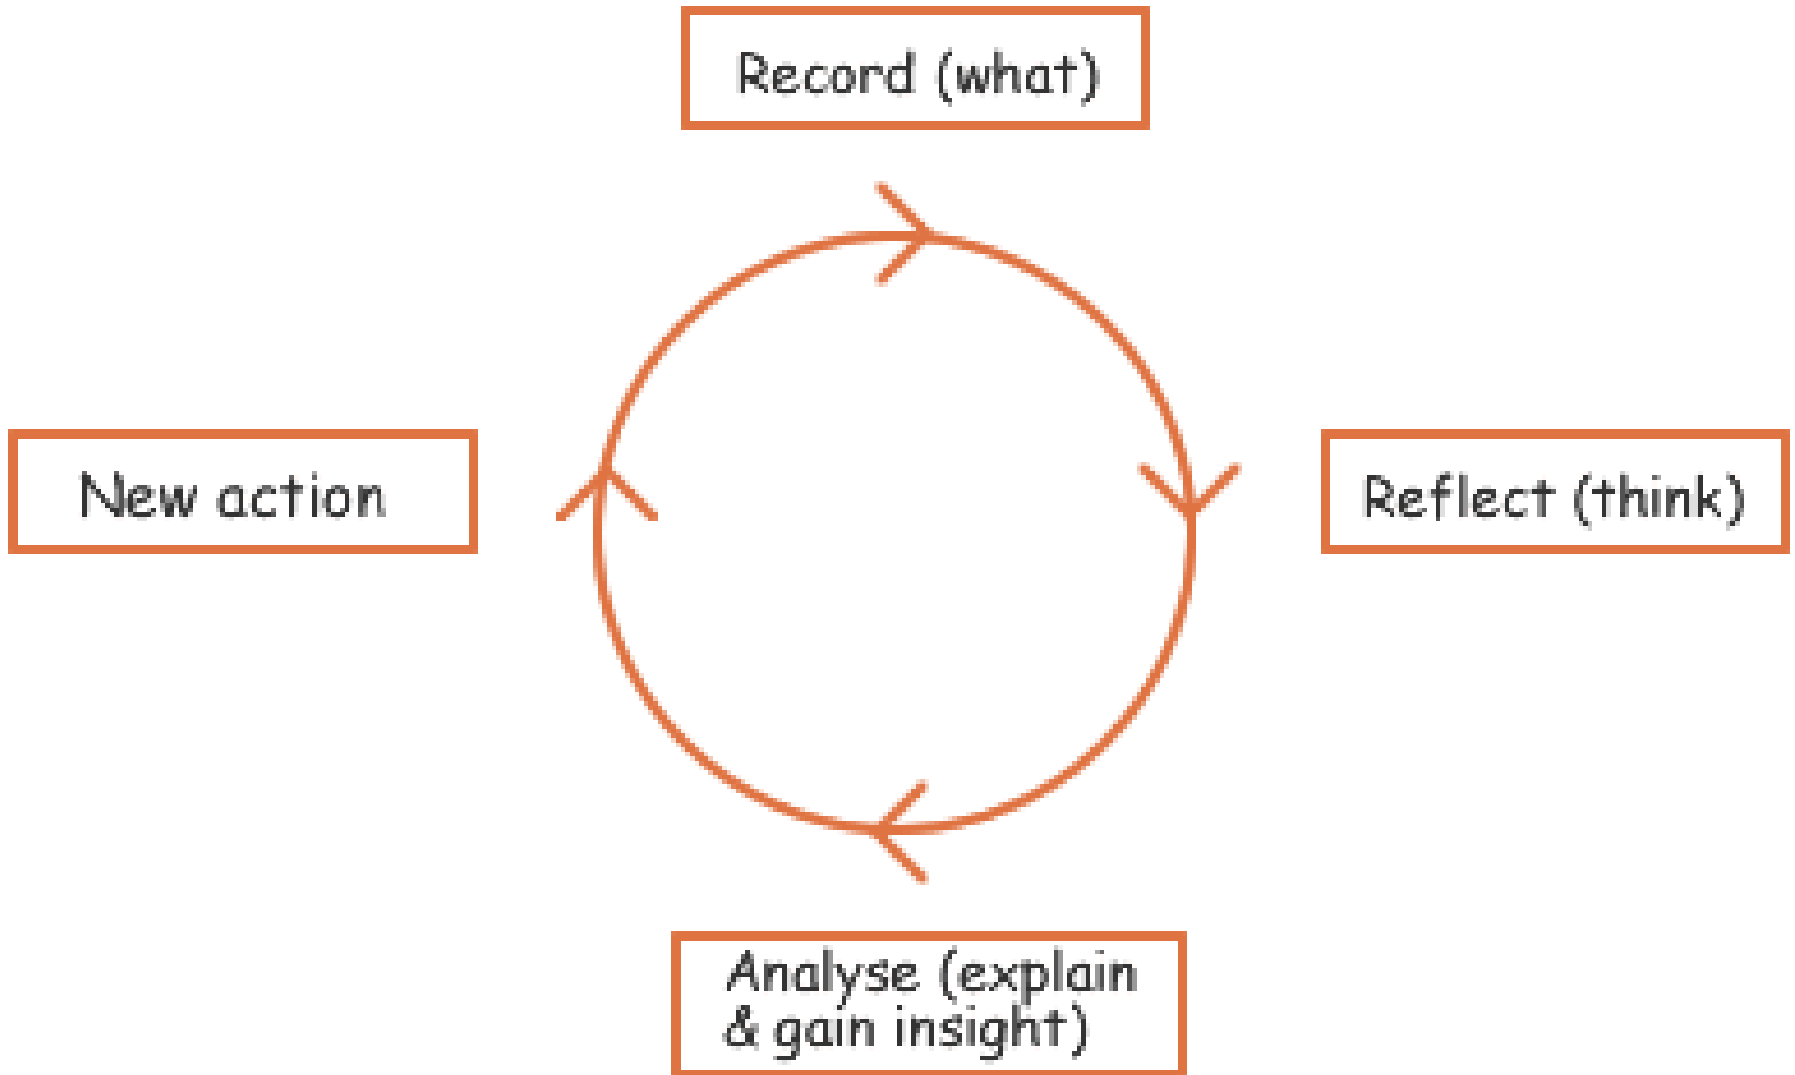 Record (what)
New action
Reflect (think)
Analyse (explain
& gain insight)